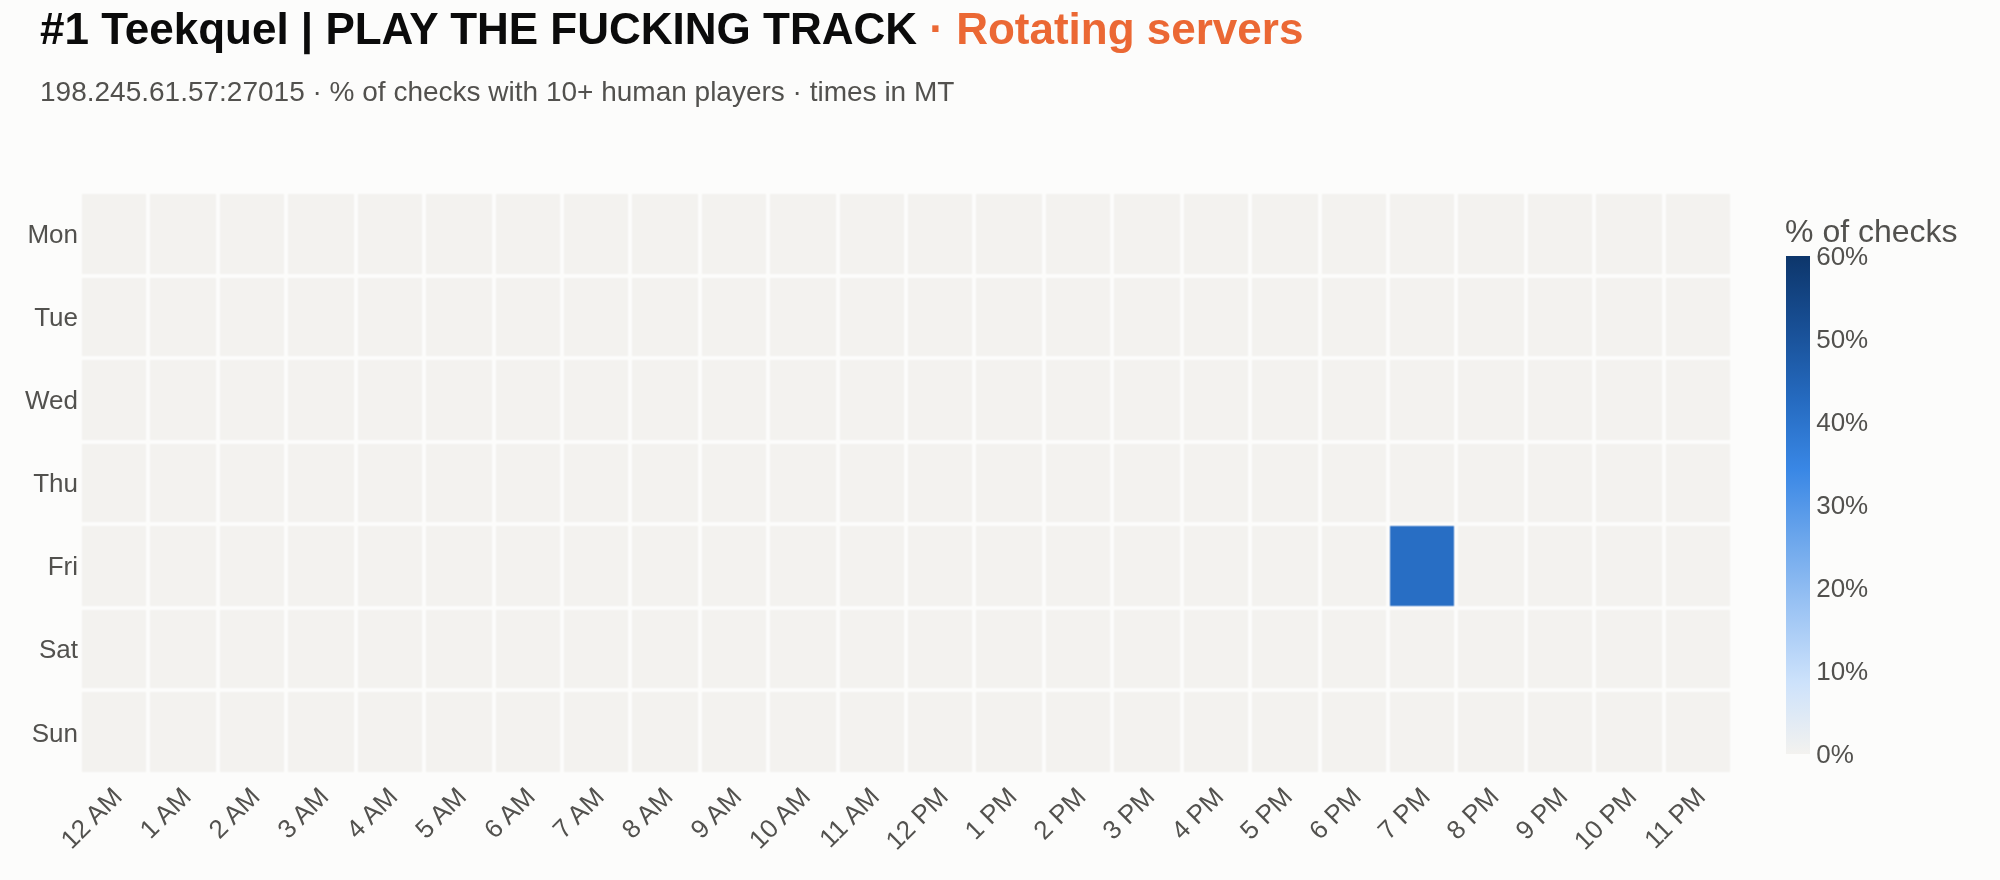 #1 Teekquel | PLAY THE FUCKING TRACK · Rotating servers
198.245.61.57:27015 · % of checks with 10+ human players · times in MT
% of checks
60%
50%
40%
30%
20%
10%
0%
Mon
Tue
Wed
Thu
Fri
Sat
Sun
12 AM
1 AM
2 AM
3 AM
4 AM
5 AM
6 AM
7 AM
8 AM
9 AM
10 AM
11 AM
12 PM
1 PM
2 PM
3 PM
4 PM
5 PM
6 PM
7 PM
8 PM
9 PM
10 PM
11 PM